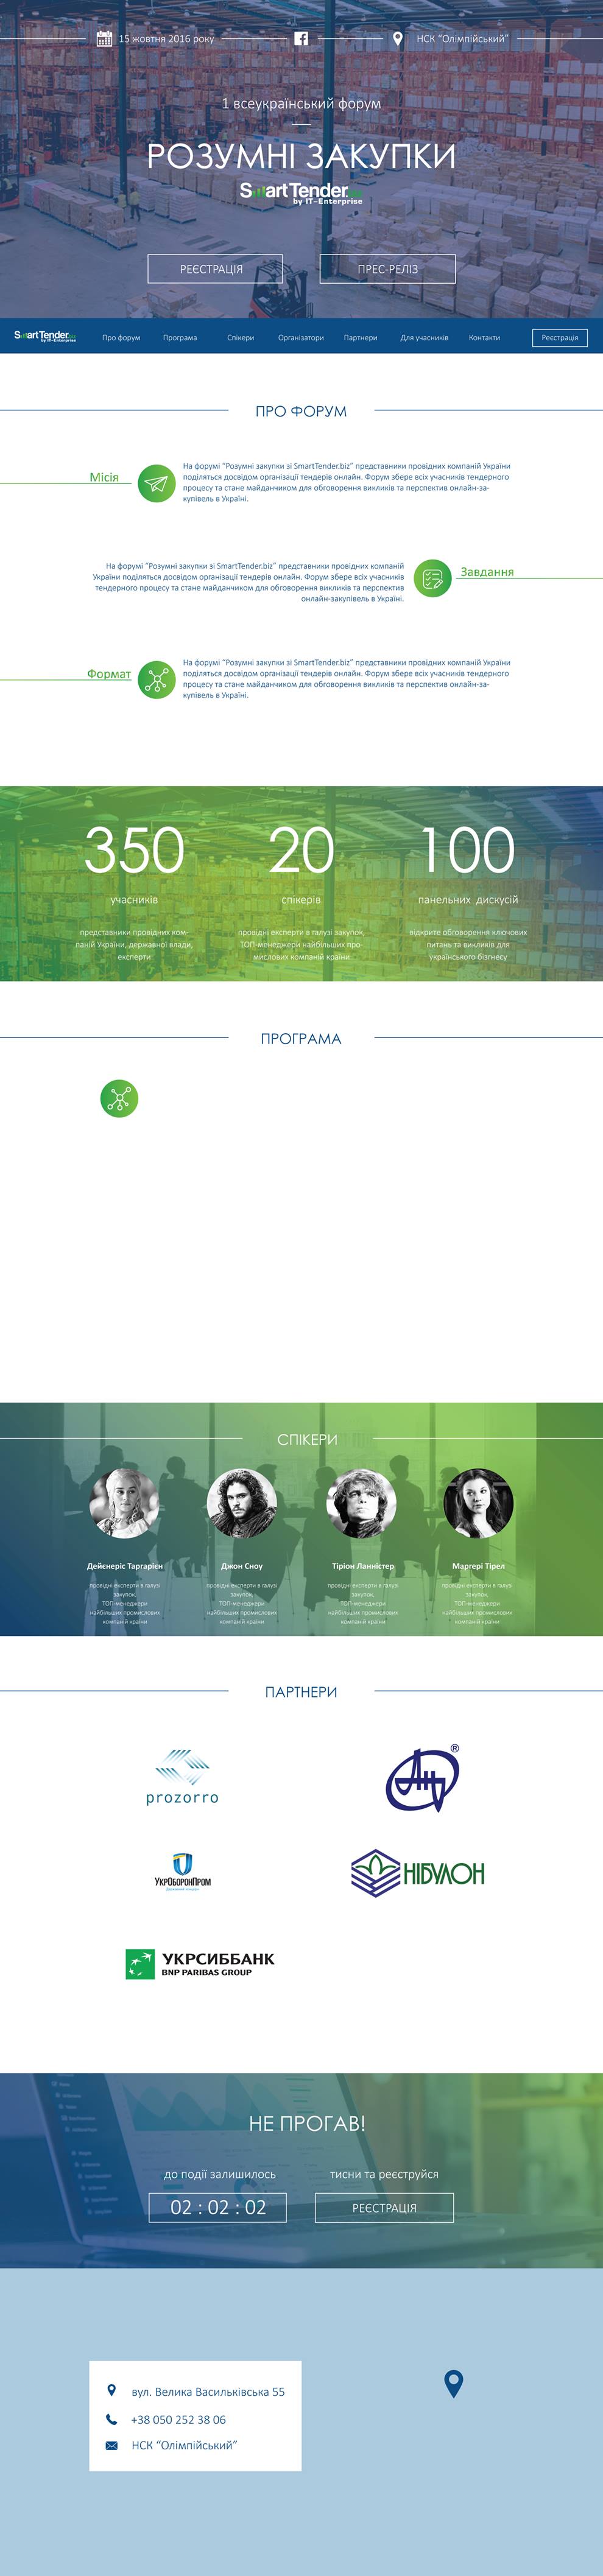 15 жовтня 2016 року
НСК “Олімпійський”
1 всеукраїнський форум
РОЗУМНІ ЗАКУПКИ
SmartTender.biz
by IT-Enterprise
РЕЄСТРАЦІЯ
ПРЕС-РЕЛІЗ
SmartTender.biz
by IT-Enterprise
Про форум
Програма
Спікери
Організатори
Партнери
Для учасників
Контакти
Реєстрація
ПРО ФОРУМ
Місія
На форумі “Розумні закупки зі SmartTender.biz” представники провідних компаній України
поділяться досвідом організації тендерів онлайн. Форум збере всіх учасників тендерного
процесу та стане майданчиком для обговорення викликів та перспектив онлайн-за-
купівель в Україні.
На форумі “Розумні закупки зі SmartTender.biz” представники провідних компаній
України поділяться досвідом організації тендерів онлайн. Форум збере всіх учасників
тендерного процесу та стане майданчиком для обговорення викликів та перспектив
онлайн-закупівель в Україні.
Завдання
Формат
На форумі “Розумні закупки зі SmartTender.biz” представники провідних компаній України
поділяться досвідом організації тендерів онлайн. Форум збере всіх учасників тендерного
процесу та стане майданчиком для обговорення викликів та перспектив онлайн-за-
купівель в Україні.
350
учасників
представники провідних ком-
паній України, державної влади,
експерти
20
спікерів
провідні експерти в галузі закупок,
ТОП-менеджери найбільших про-
мислових компаній країни
100
панельних дискусій
відкрите обговорення ключових
питань та викликів для
українського бізнесу
ПРОГРАМА
СПІКЕРИ
Дейєнеріс Таргарієн
провідні експерти в галузі
закупок,
ТОП-менеджери
найбільших промислових
компаній країни
Джон Сноу
провідні експерти в галузі
закупок,
ТОП-менеджери
найбільших промислових
компаній країни
Тіріон Ланністер
провідні експерти в галузі
закупок,
ТОП-менеджери
найбільших промислових
компаній країни
Маргері Тірел
провідні експерти в галузі
закупок,
ТОП-менеджери
найбільших промислових
компаній країни
ПАРТНЕРИ
prozorro
®
УкрОборонПром
НІБУЛОН
УКРСИББАНК
BNP PARIBAS GROUP
НЕ ПРОГАВ!
до події залишилось
02 : 02 : 02
тисни та реєструйся
РЕЄСТРАЦІЯ
вул. Велика Васильківська 55
+38 050 252 38 06
НСК “Олімпійський”